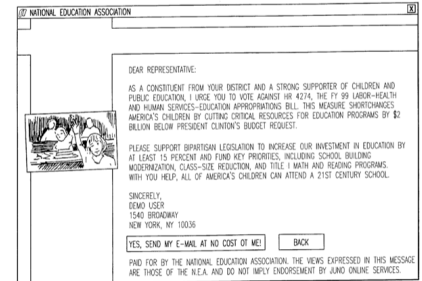 NATIONAL EDUCATION ASSOCIATION
X
DEAR REPRESENTATIVE:
AS A CONSTITUENT FROM YOUR DISTRICT AND A STRONG SUPPORTER OF CHILDREN AND
PUBLIC EDUCATION, I URGE YOU TO VOTE AGAINST HR 4274, THE FY 99 LABOR-HEALTH
AND HUMAN SERVICES-EDUCATION APPROPRIATIONS BILL. THIS MEASURE SHORTCHANGES
AMERICA'S CHILDREN BY CUTTING CRITICAL RESOURCES FOR EDUCATION PROGRAMS BY $2
BILLION BELOW PRESIDENT CLINTON'S BUDGET REQUEST.
PLEASE SUPPORT BIPARTISAN LEGISLATION TO INCREASE OUR INVESTMENT IN EDUCATION BY
AT LEAST 15 PERCENT AND FUND KEY PRIORITIES, INCLUDING SCHOOL BUILDING
MODERNIZATION, CLASS-SIZE REDUCTION, AND TITLE I MATH AND READING PROGRAMS.
WITH YOU HELP, ALL OF AMERICA'S CHILDREN CAN ATTEND A 21ST CENTURY SCHOOL.
SINCERELY,
DEMO USER
1540 BROADWAY
NEW YORK, NY 10036
YES, SEND MY E-MAIL AT NO COST OT ME! BACK
PAID FOR BY THE NATIONAL EDUCATION ASSOCIATION. THE VIEWS EXPRESSED IN THIS MESSAGE
ARE THOSE OF THE N.E.A. AND DO NOT IMPLY ENDORSEMENT BY JUNO ONLINE SERVICES.